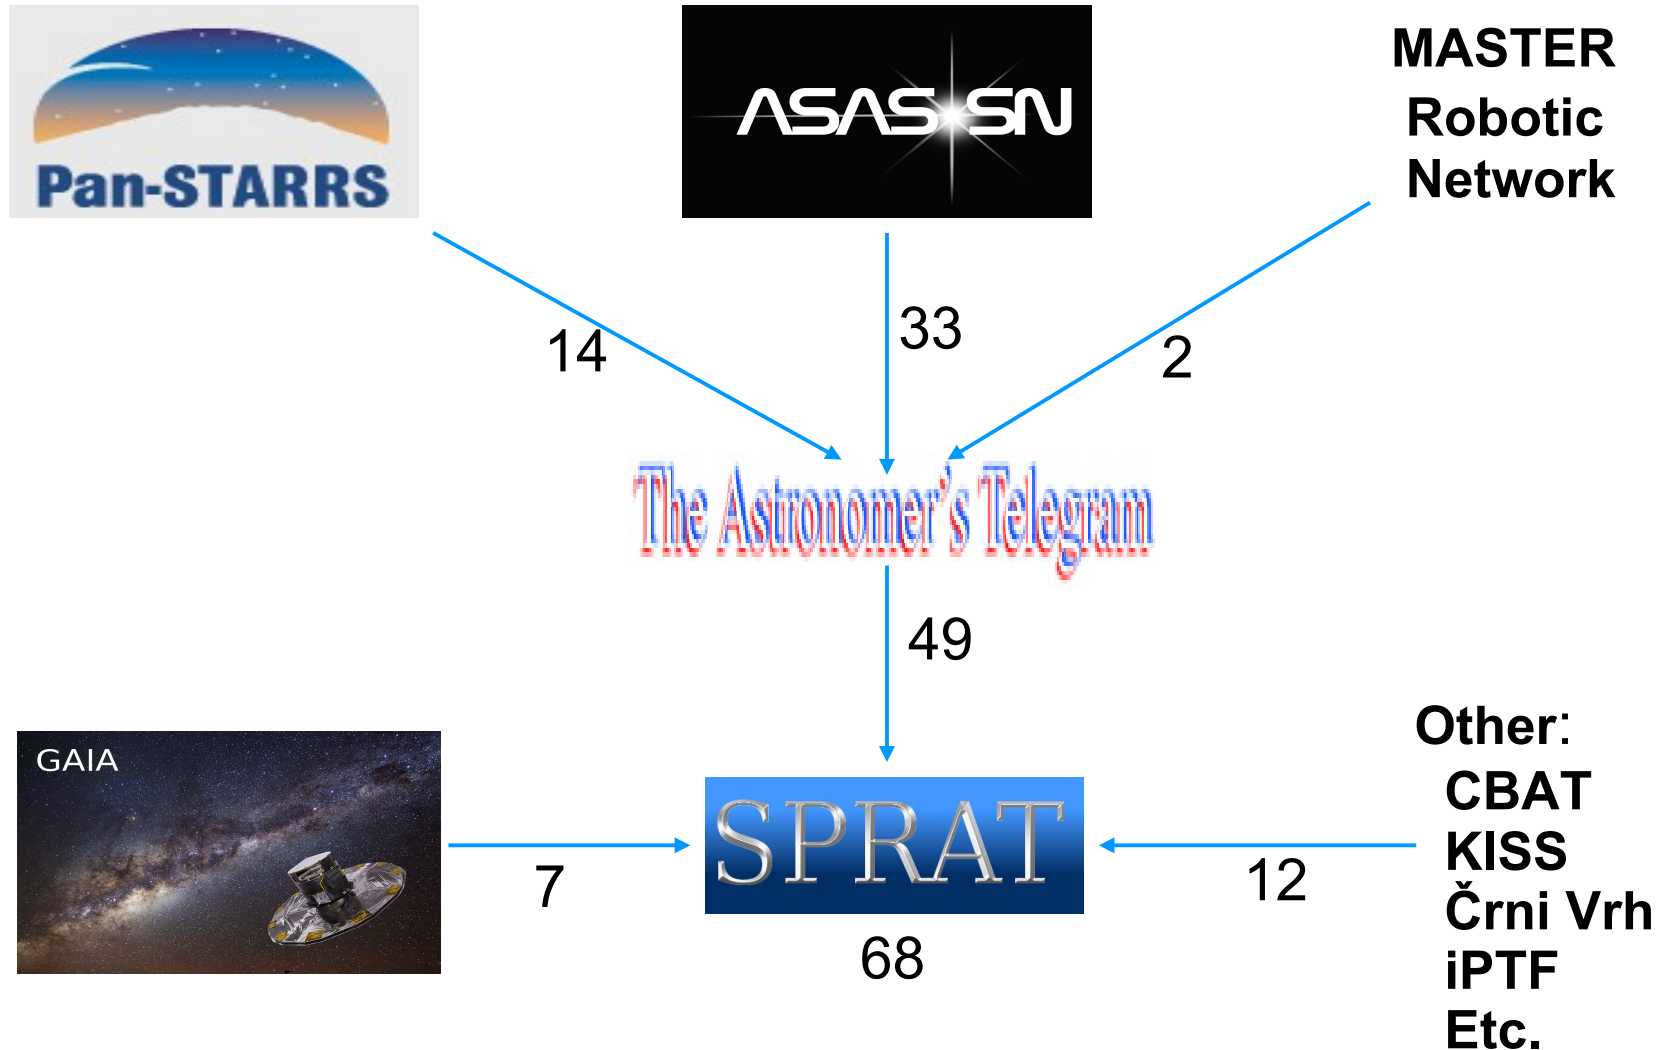 Pan-STARRS
ASAS-SN
MASTER
Robotic
Network
14
33
2
The Astronomer's Telegram
49
GAIA
7
SPRAT
68
12
Other:
CBAT
KISS
Črni Vrh
iPTF
Etc.